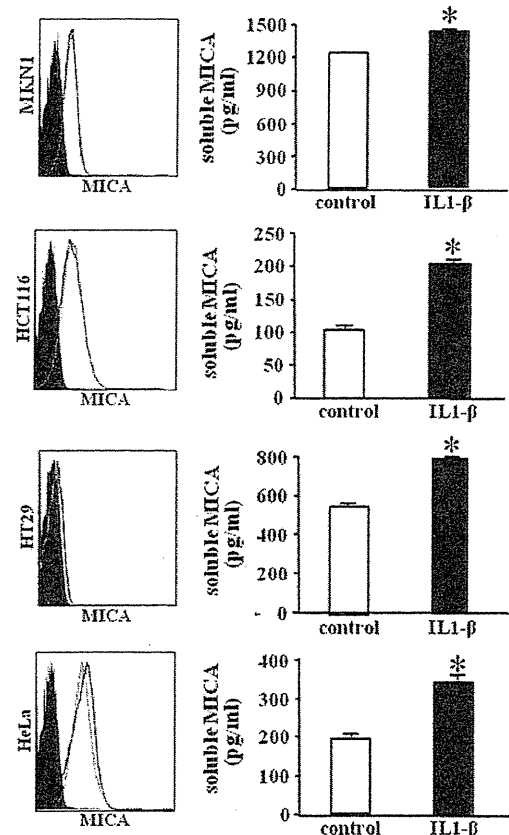 MKN1
MICA
soluble MICA
(pg/ml)
1500
1200
900
600
300
0
*
control
IL1-β
HCT116
MICA
soluble MICA
(pg/ml)
250
200
150
100
50
0
*
control
IL1-β
HT29
MICA
soluble MICA
(pg/ml)
800
600
400
200
0
*
control
IL1-β
HeLa
MICA
soluble MICA
(pg/ml)
400
300
200
100
0
*
control
IL1-β